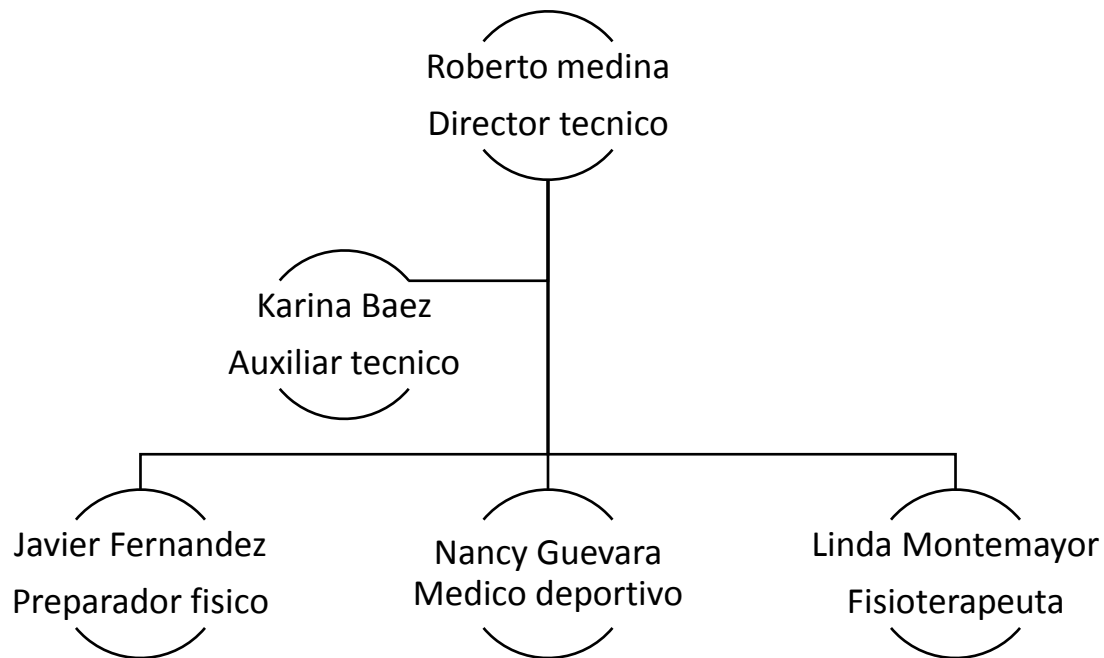 Roberto medina
Director tecnico
Karina Baez
Auxiliar tecnico
Javier Fernandez
Preparador fisico
Nancy Guevara
Medico deportivo
Linda Montemayor
Fisioterapeuta